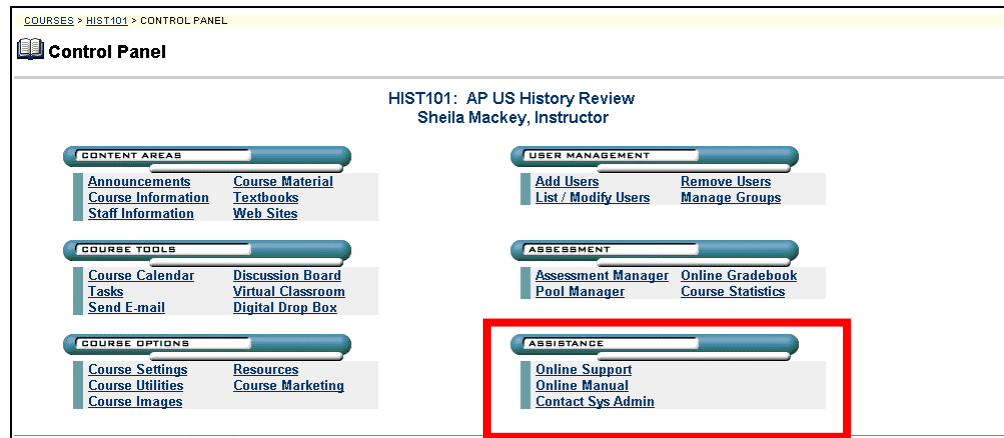 COURSES > HIST101 > CONTROL PANEL
Control Panel
HIST101: AP US History Review
Sheila Mackey, Instructor
CONTENT AREAS
Announcements Course Material
Course Information Textbooks
Staff Information Web Sites
USER MANAGEMENT
Add Users Remove Users
List / Modify Users Manage Groups
COURSE TOOLS
Course Calendar Discussion Board
Tasks Virtual Classroom
Send E-mail Digital Drop Box
ASSESSMENT
Assessment Manager Online Gradebook
Pool Manager Course Statistics
COURSE OPTIONS
Course Settings Resources
Course Utilities Course Marketing
Course Images
ASSISTANCE
Online Support
Online Manual
Contact Sys Admin